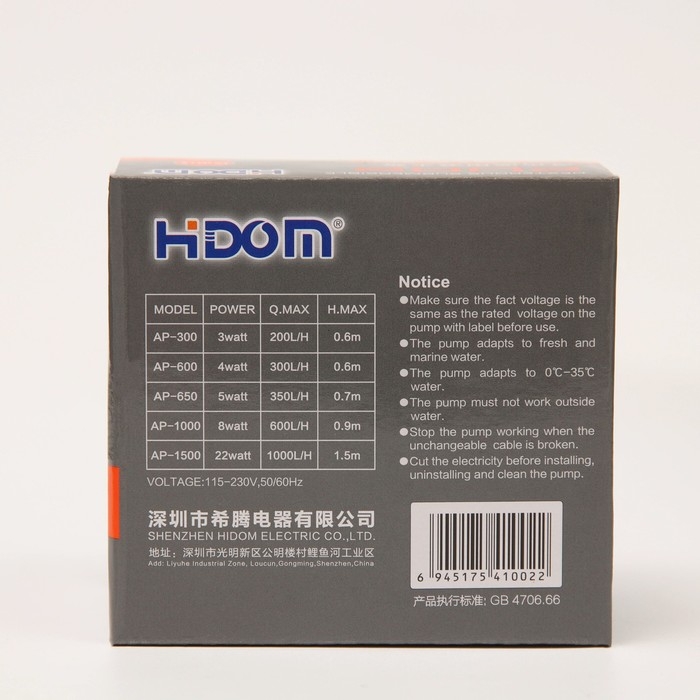 HiDOM®
MODEL POWER Q.MAX H.MAX
AP-300 3watt 200L/H 0.6m
AP-600 4watt 300L/H 0.6m
AP-650 5watt 350L/H 0.7m
AP-1000 8watt 600L/H 0.9m
AP-1500 22watt 1000L/H 1.5m
VOLTAGE:115-230V,50/60Hz
深圳市希腾电器有限公司
SHENZHEN HIDOM ELECTRIC CO.,LTD.
地址: 深圳市光明新区公明楼村鲤鱼河工业区
Add: Liyuhe Industrial Zone, Loucun,Gongming,Shenzhen,China
Notice
●Make sure the fact voltage is the
same as the rated voltage on the
pump with label before use.
●The pump adapts to fresh and
marine water.
●The pump adapts to 0℃-35℃
water.
●The pump must not work outside
water.
●Stop the pump working when the
unchangeable cable is broken.
●Cut the electricity before installing,
uninstalling and clean the pump.
6 945175 410022
产品执行标准: GB 4706.66